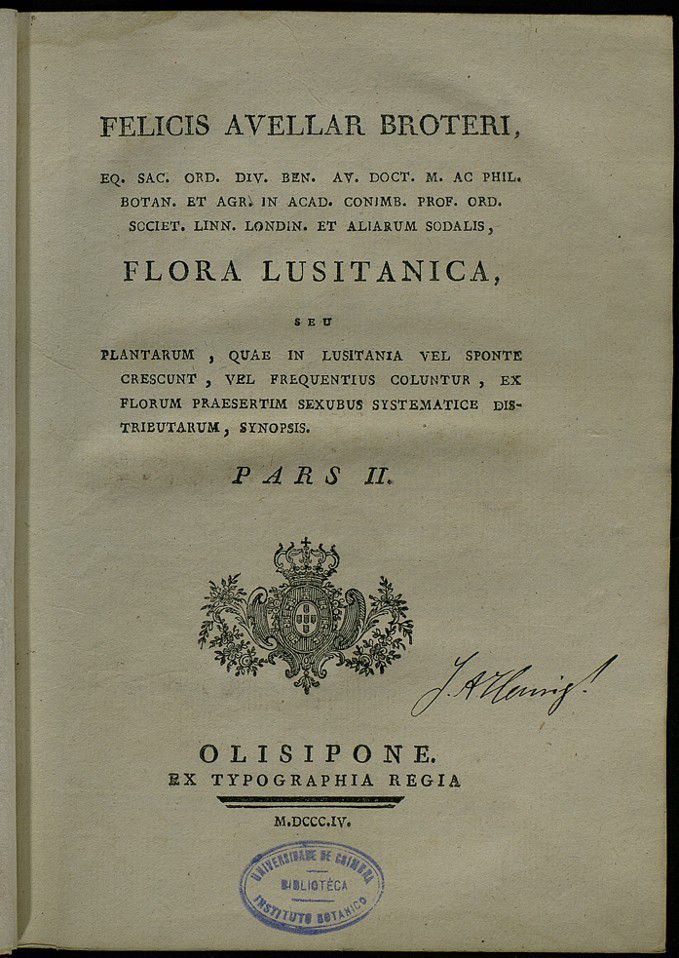 FELICIS AVELLAR BROTERI,
EQ. SAC. ORD. DIV. BEN. AV. DOCT. M. AC PHIL.
BOTAN. ET AGR. IN ACAD. CONIMB. PROF. ORD.
SOCIET. LINN. LONDIN. ET ALIARUM SODALIS,
FLORA LUSITANICA,
SEU
PLANTARUM , QUAE IN LUSITANIA VEL SPONTE
CRESCUNT , VEL FREQUENTIUS COLUNTUR , EX
FLORUM PRAESERTIM SEXUBUS SYSTEMATICE DIS-
TRIBUTARUM, SYNOPSIS.
PARS II.
OLISIPONE.
EX TYPOGRAPHIA REGIA
M.DCCC.IV.
UNIVERSIDADE DE COIMBRA
BIBLIOTÉCA
INSTITUTO BOTANICO